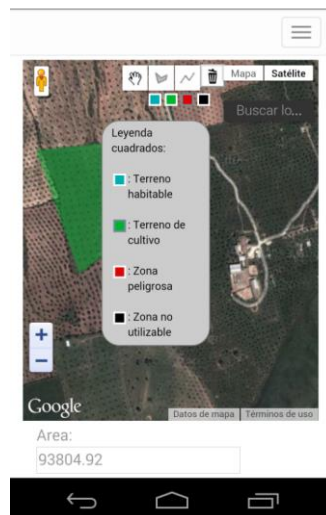 Mapa Satélite
Buscar lo...
Leyenda
cuadrados:
: Terreno
habitable
: Terreno de
cultivo
: Zona
peligrosa
: Zona no
utilizable
+
−
Google
Datos de mapa Términos de uso
Area:
93804.92